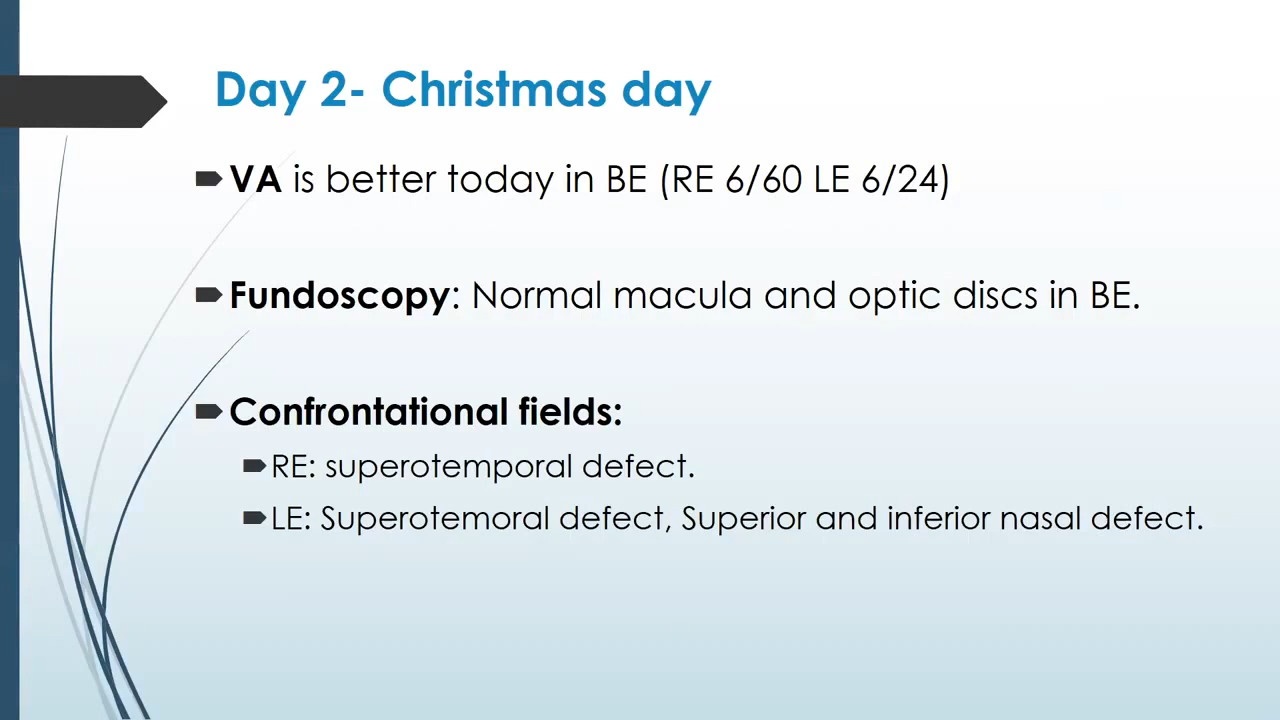 Day 2- Christmas day
VA is better today in BE (RE 6/60 LE 6/24)
Fundoscopy: Normal macula and optic discs in BE.
Confrontational fields:
RE: superotemporal defect.
LE: Superotemoral defect, Superior and inferior nasal defect.